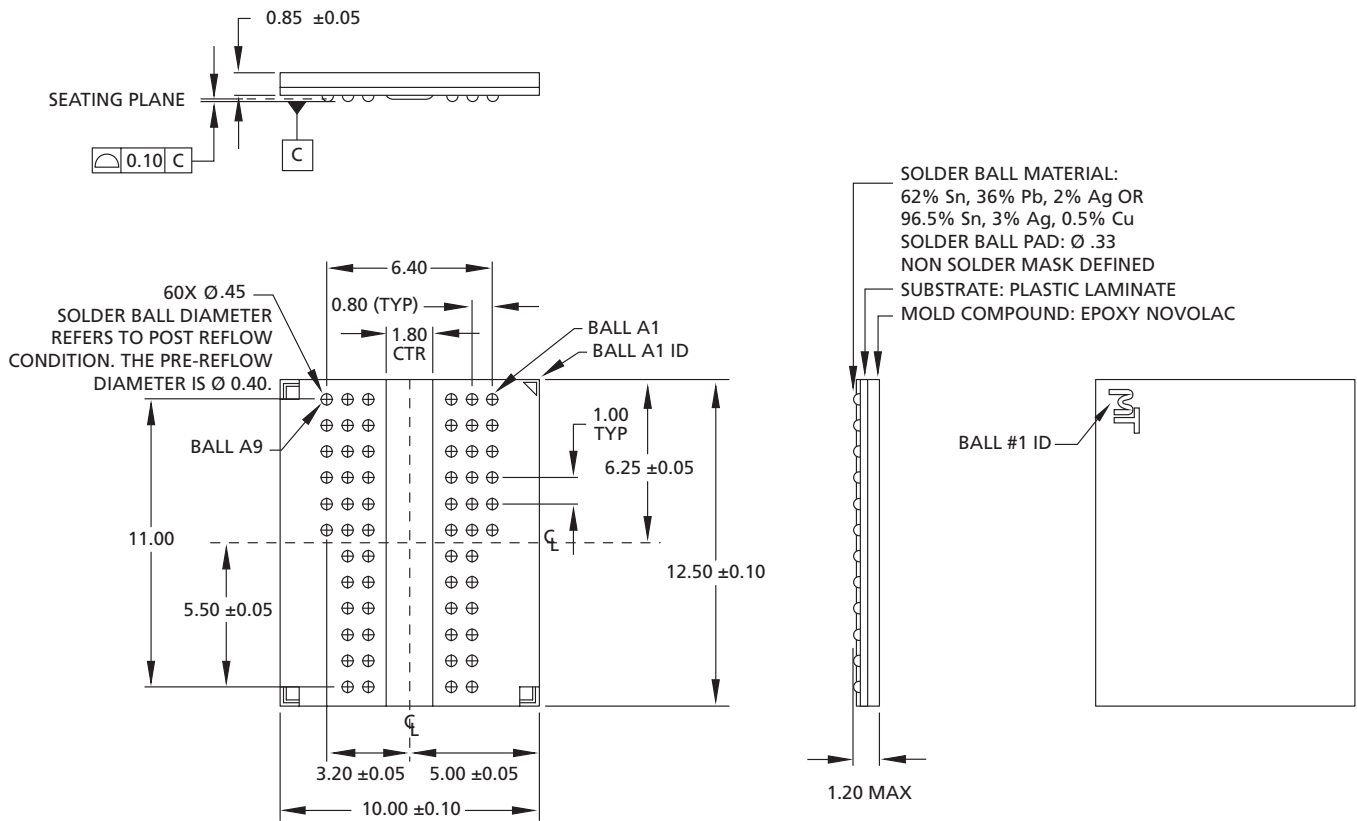 0.85 ±0.05
SEATING PLANE
0.10 C
C
SOLDER BALL MATERIAL:
62% Sn, 36% Pb, 2% Ag OR
96.5% Sn, 3% Ag, 0.5% Cu
SOLDER BALL PAD: Ø .33
NON SOLDER MASK DEFINED
SUBSTRATE: PLASTIC LAMINATE
MOLD COMPOUND: EPOXY NOVOLAC
6.40
0.80 (TYP)
1.80
CTR
60X Ø.45
SOLDER BALL DIAMETER
REFERS TO POST REFLOW
CONDITION. THE PRE-REFLOW
DIAMETER IS Ø 0.40.
BALL A1
BALL A1 ID
BALL A9
1.00
TYP
6.25 ±0.05
BALL #1 ID
MT
11.00
CL
12.50 ±0.10
5.50 ±0.05
CL
3.20 ±0.05
5.00 ±0.05
10.00 ±0.10
1.20 MAX